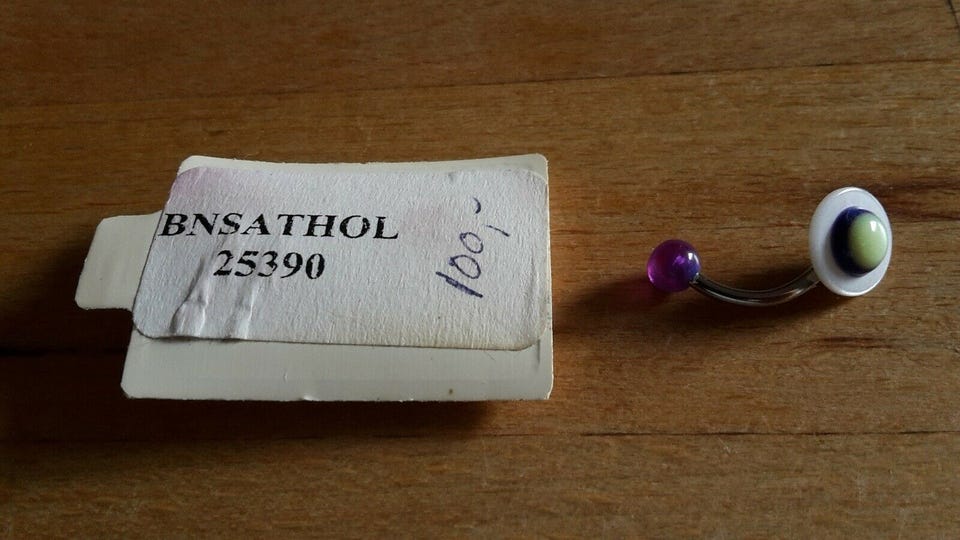 BNSATHOL
25390
100,-